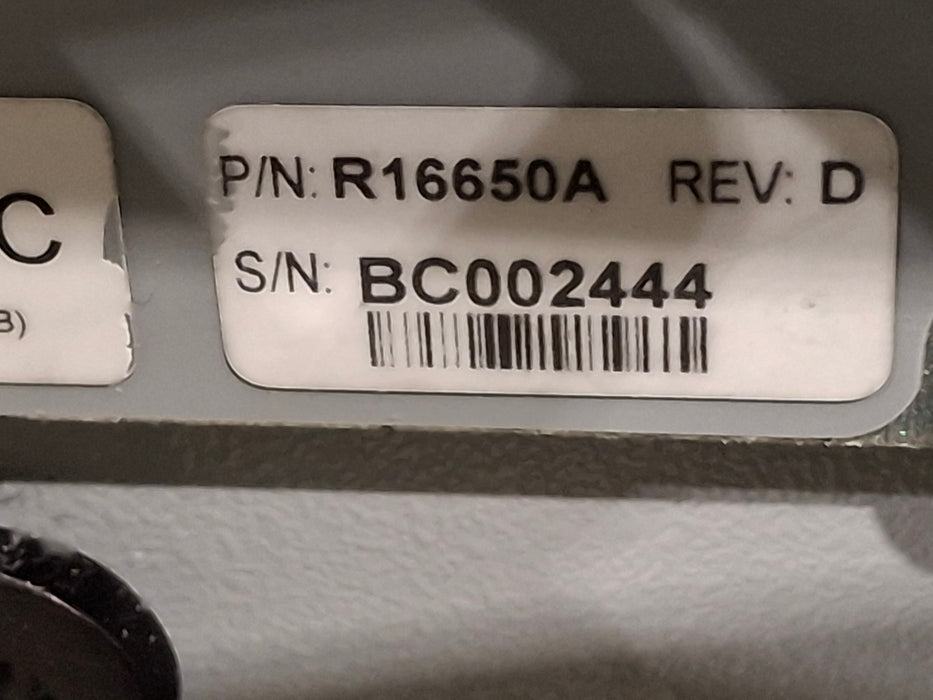 P/N: R16650A REV: D
S/N: BC002444
C
B)